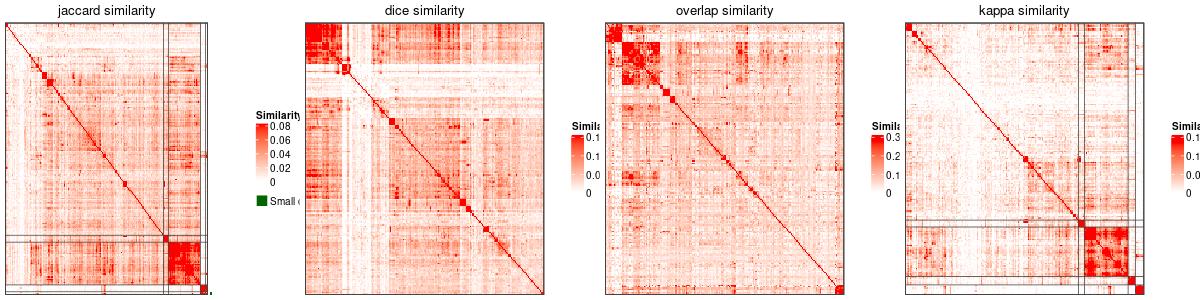 jaccard similarity
dice similarity
overlap similarity
kappa similarity
Similarity
0.08
0.06
0.04
0.02
0
Small
Simila
0.1
0.1
0.0
0
Simila
0.3
0.2
0.1
0
Simila
0.1
0.1
0.0
0